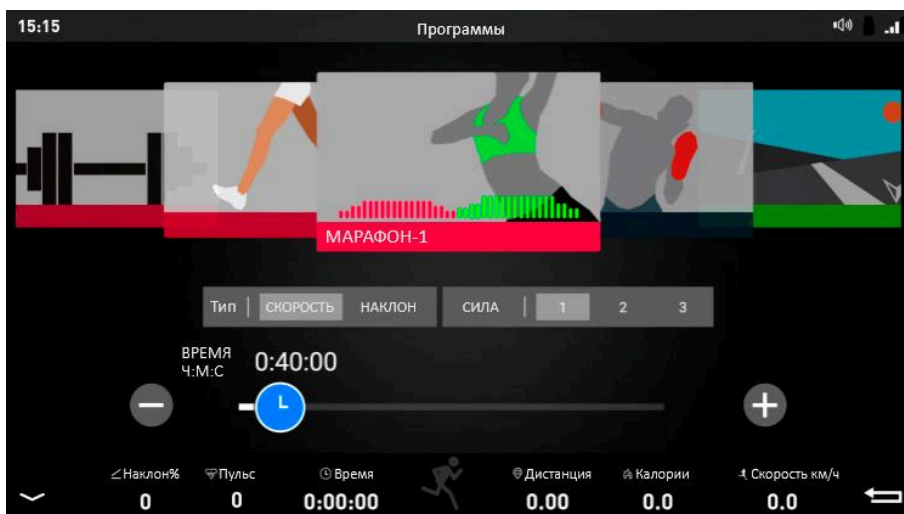 15:15 Программы
МАРАФОН-1
Тип | СКОРОСТЬ НАКЛОН СИЛА | 1 2 3
ВРЕМЯ 0:40:00
Ч:М:С
Наклон% Пульс Время Дистанция Калории Скорость км/ч
0 0 0:00:00 0.00 0.0 0.0